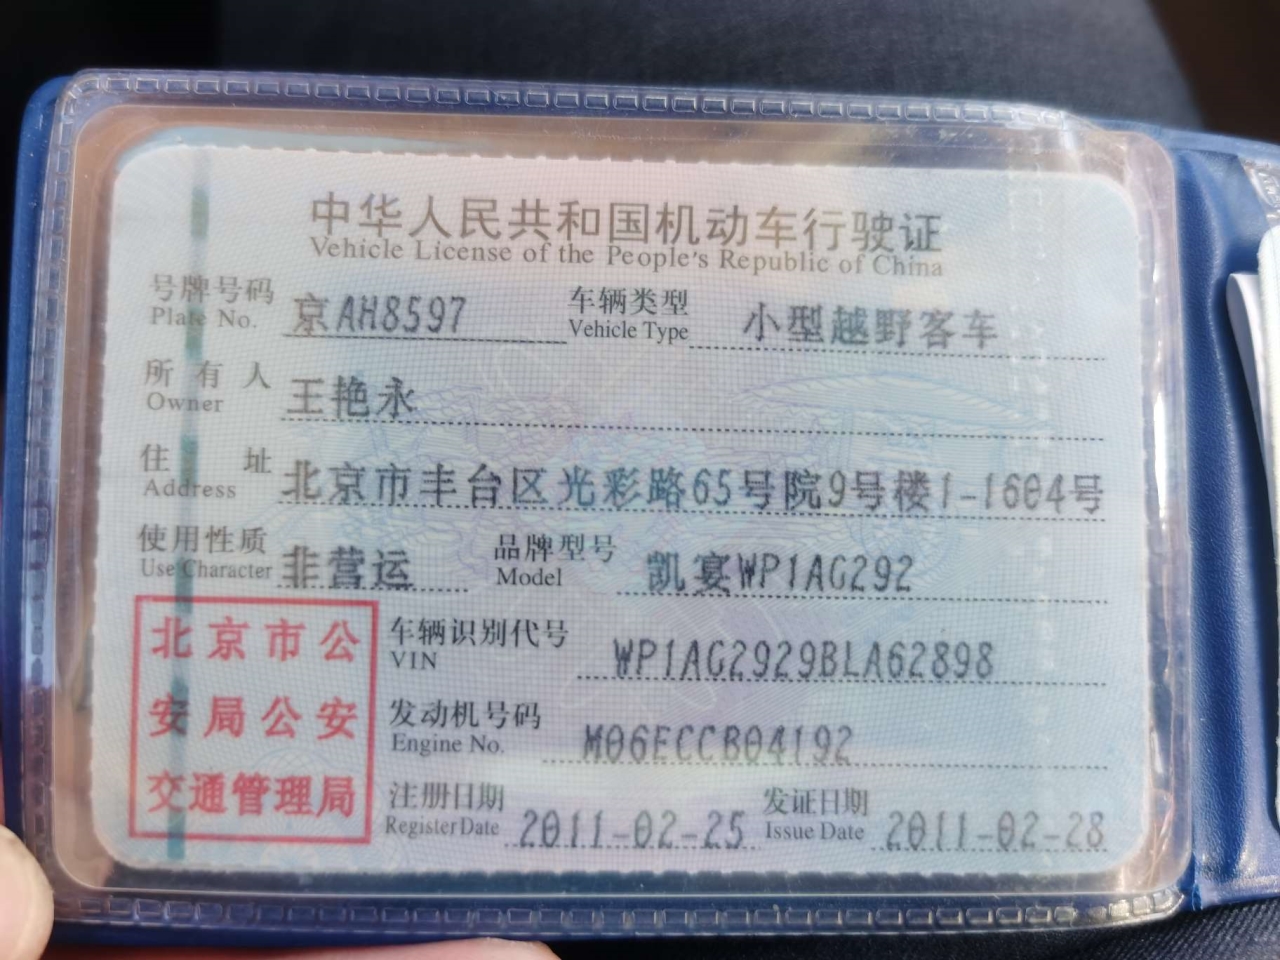 中华人民共和国机动车行驶证
Vehicle License of the People's Republic of China
号牌号码 京AH8597 车辆类型 小型越野客车
Plate No. Vehicle Type
所有人 王艳永
Owner
住址 北京市丰台区光彩路65号院9号楼1-1604号
Address
使用性质 非营运 品牌型号 凯宴WP1AG292
Use Character Model
北京市公
安局公安
交通管理局
车辆识别代号 WP1AG2929BLA62898
VIN
发动机号码 M06ECCB04192
Engine No.
注册日期 2011-02-25 发证日期 2011-02-28
Register Date Issue Date